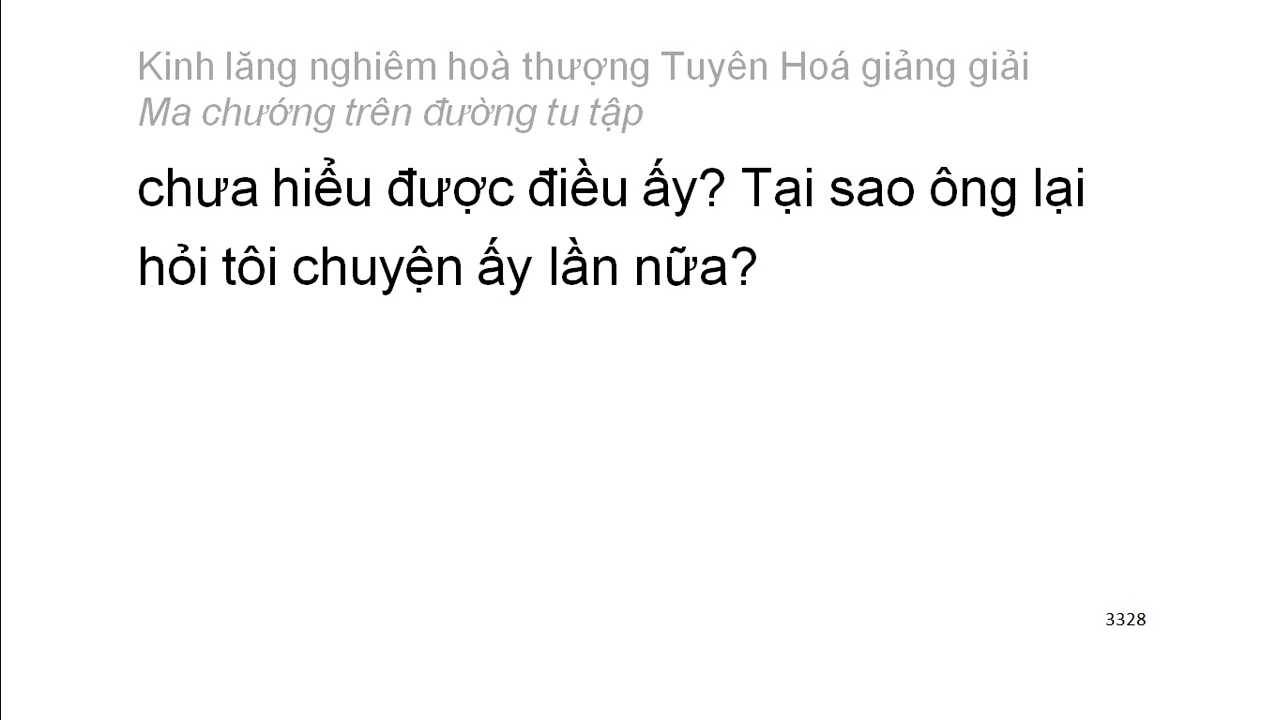 Kinh lăng nghiêm hoà thượng Tuyên Hoá giảng giải
Ma chướng trên đường tu tập
chưa hiểu được điều ấy? Tại sao ông lại
hỏi tôi chuyện ấy lần nữa?
3328